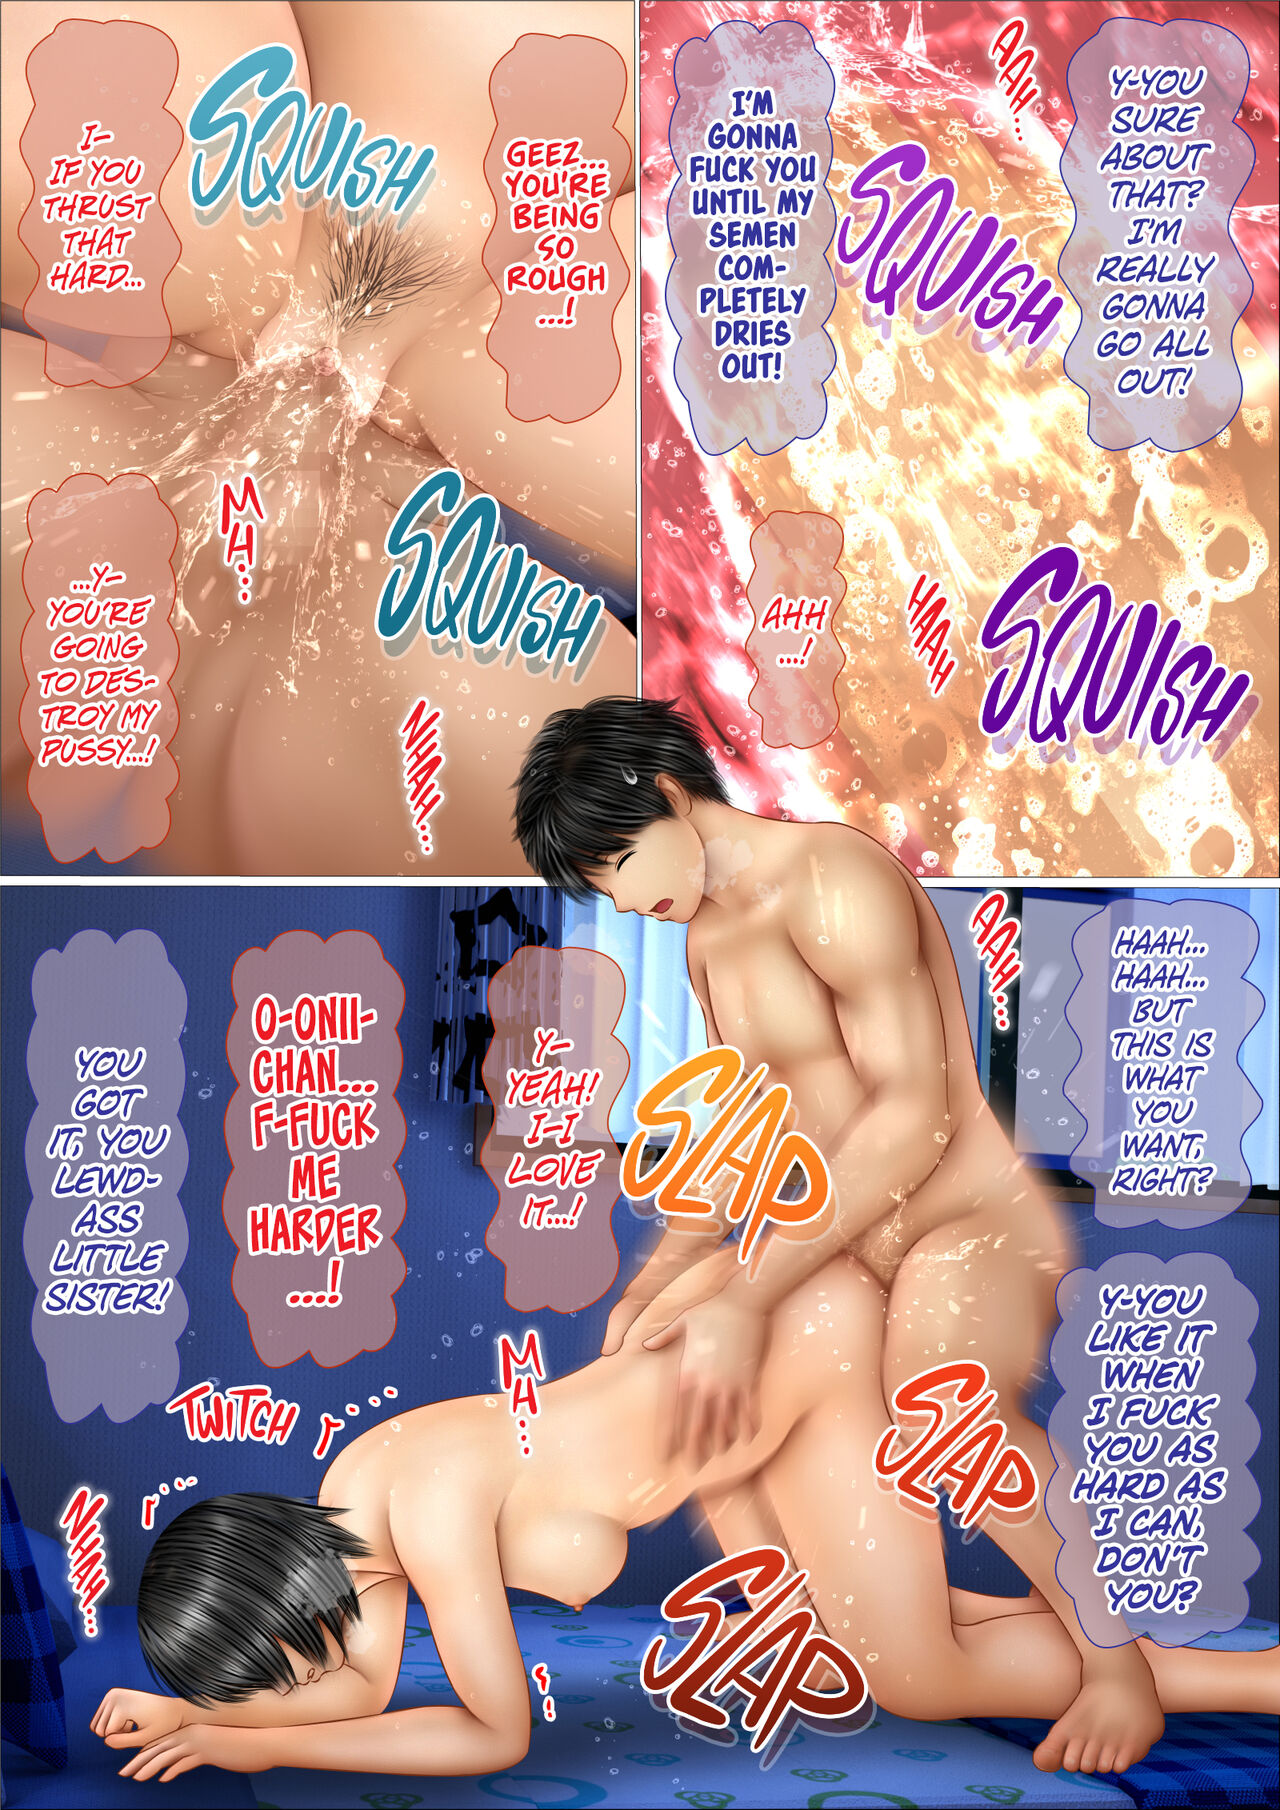 Y-YOU
SURE
ABOUT
THAT?
I'M
REALLY
GONNA
GO ALL
OUT!
AAH...
SQUISH
I'M
GONNA
FUCK YOU
UNTIL MY
SEMEN
COM-
PLETELY
DRIES
OUT!
AHH
...!
HAAH
SQUISH
GEEZ...
YOU'RE
BEING
SO
ROUGH
...!
SQUISH
I-
IF YOU
THRUST
THAT
HARD...
MH...
SQUISH
...Y-
YOU'RE
GOING
TO DES-
TROY MY
PUSSY...!
NHAH...
HAAH...
HAAH...
BUT
THIS IS
WHAT
YOU
WANT,
RIGHT?
AAH...
Y-YOU
LIKE IT
WHEN
I FUCK
YOU AS
HARD AS
I CAN,
DON'T
YOU?
SLAP
SLAP
SLAP
Y-
YEAH!
I-I
LOVE
IT...!
MH...
O-ONII-
CHAN...
F-FUCK
ME
HARDER
...!
TWITCH
YOU
GOT
IT, YOU
LEWD-
ASS
LITTLE
SISTER!
NHAH...